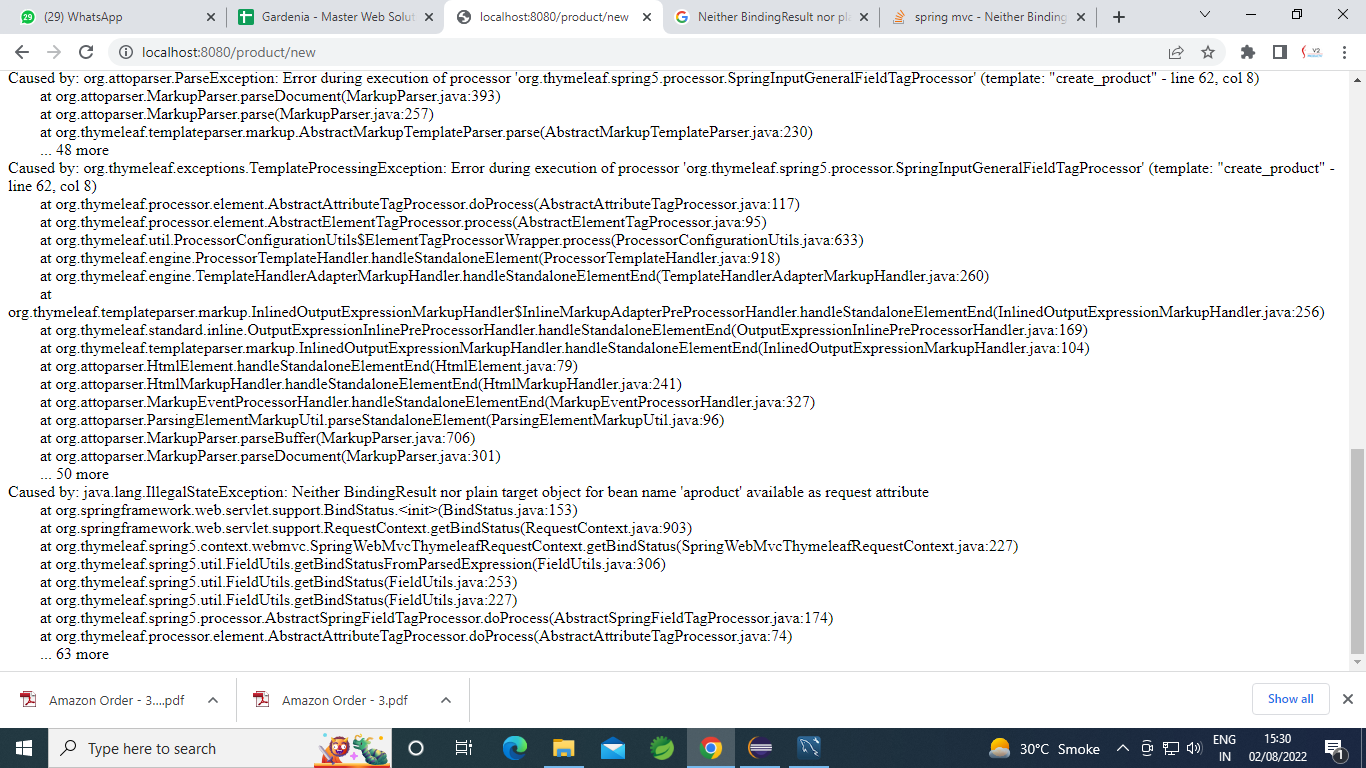 (29) WhatsApp
Gardenia - Master Web Solut
localhost:8080/product/new
Neither BindingResult nor pla
spring mvc - Neither Binding
localhost:8080/product/new
Caused by: org.attoparser.ParseException: Error during execution of processor 'org.thymeleaf.spring5.processor.SpringInputGeneralFieldTagProcessor' (template: "create_product" - line 62, col 8)
at org.attoparser.MarkupParser.parseDocument(MarkupParser.java:393)
at org.attoparser.MarkupParser.parse(MarkupParser.java:257)
at org.thymeleaf.templateparser.markup.AbstractMarkupTemplateParser.parse(AbstractMarkupTemplateParser.java:230)
... 48 more
Caused by: org.thymeleaf.exceptions.TemplateProcessingException: Error during execution of processor 'org.thymeleaf.spring5.processor.SpringInputGeneralFieldTagProcessor' (template: "create_product" -
line 62, col 8)
at org.thymeleaf.processor.element.AbstractAttributeTagProcessor.doProcess(AbstractAttributeTagProcessor.java:117)
at org.thymeleaf.processor.element.AbstractElementTagProcessor.process(AbstractElementTagProcessor.java:95)
at org.thymeleaf.util.ProcessorConfigurationUtils$ElementTagProcessorWrapper.process(ProcessorConfigurationUtils.java:633)
at org.thymeleaf.engine.ProcessorTemplateHandler.handleStandaloneElement(ProcessorTemplateHandler.java:918)
at org.thymeleaf.engine.TemplateHandlerAdapterMarkupHandler.handleStandaloneElementEnd(TemplateHandlerAdapterMarkupHandler.java:260)
at
org.thymeleaf.templateparser.markup.InlinedOutputExpressionMarkupHandler$InlineMarkupAdapterPreProcessorHandler.handleStandaloneElementEnd(InlinedOutputExpressionMarkupHandler.java:256)
at org.thymeleaf.standard.inline.OutputExpressionInlinePreProcessorHandler.handleStandaloneElementEnd(OutputExpressionInlinePreProcessorHandler.java:169)
at org.thymeleaf.templateparser.markup.InlinedOutputExpressionMarkupHandler.handleStandaloneElementEnd(InlinedOutputExpressionMarkupHandler.java:104)
at org.attoparser.HtmlElement.handleStandaloneElementEnd(HtmlElement.java:79)
at org.attoparser.HtmlMarkupHandler.handleStandaloneElementEnd(HtmlMarkupHandler.java:241)
at org.attoparser.MarkupEventProcessorHandler.handleStandaloneElementEnd(MarkupEventProcessorHandler.java:327)
at org.attoparser.ParsingElementMarkupUtil.parseStandaloneElement(ParsingElementMarkupUtil.java:96)
at org.attoparser.MarkupParser.parseBuffer(MarkupParser.java:706)
at org.attoparser.MarkupParser.parseDocument(MarkupParser.java:301)
... 50 more
Caused by: java.lang.IllegalStateException: Neither BindingResult nor plain target object for bean name 'aproduct' available as request attribute
at org.springframework.web.servlet.support.BindStatus.<init>(BindStatus.java:153)
at org.springframework.web.servlet.support.RequestContext.getBindStatus(RequestContext.java:903)
at org.thymeleaf.spring5.context.webmvc.SpringWebMvcThymeleafRequestContext.getBindStatus(SpringWebMvcThymeleafRequestContext.java:227)
at org.thymeleaf.spring5.util.FieldUtils.getBindStatusFromParsedExpression(FieldUtils.java:306)
at org.thymeleaf.spring5.util.FieldUtils.getBindStatus(FieldUtils.java:253)
at org.thymeleaf.spring5.util.FieldUtils.getBindStatus(FieldUtils.java:227)
at org.thymeleaf.spring5.processor.AbstractSpringFieldTagProcessor.doProcess(AbstractSpringFieldTagProcessor.java:174)
at org.thymeleaf.processor.element.AbstractAttributeTagProcessor.doProcess(AbstractAttributeTagProcessor.java:74)
... 63 more
Amazon Order - 3....pdf
Amazon Order - 3.pdf
Show all
Type here to search
30°C Smoke
ENG
IN
15:30
02/08/2022
1